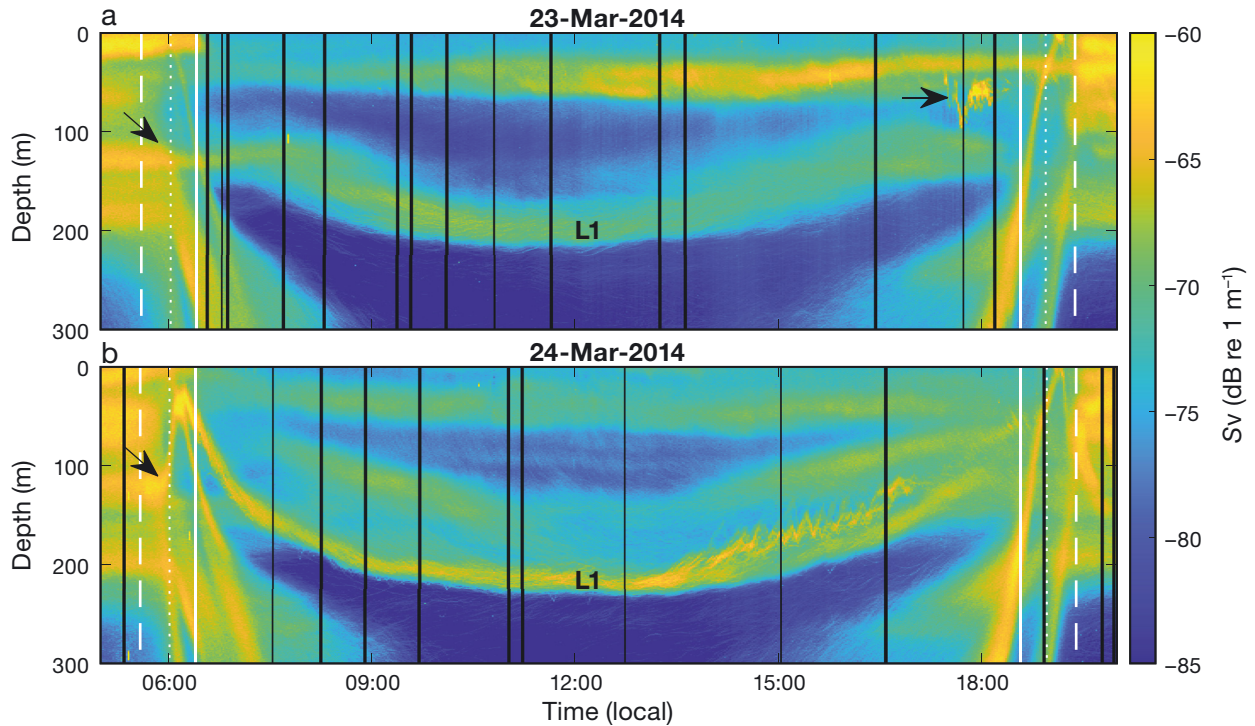 a
23-Mar-2014
0
100
200
300
Depth (m)
L1
b
24-Mar-2014
0
100
200
300
Depth (m)
L1
06:00
09:00
12:00
15:00
18:00
Time (local)
−60
−65
−70
−75
−80
−85
Sv (dB re 1 m⁻¹)